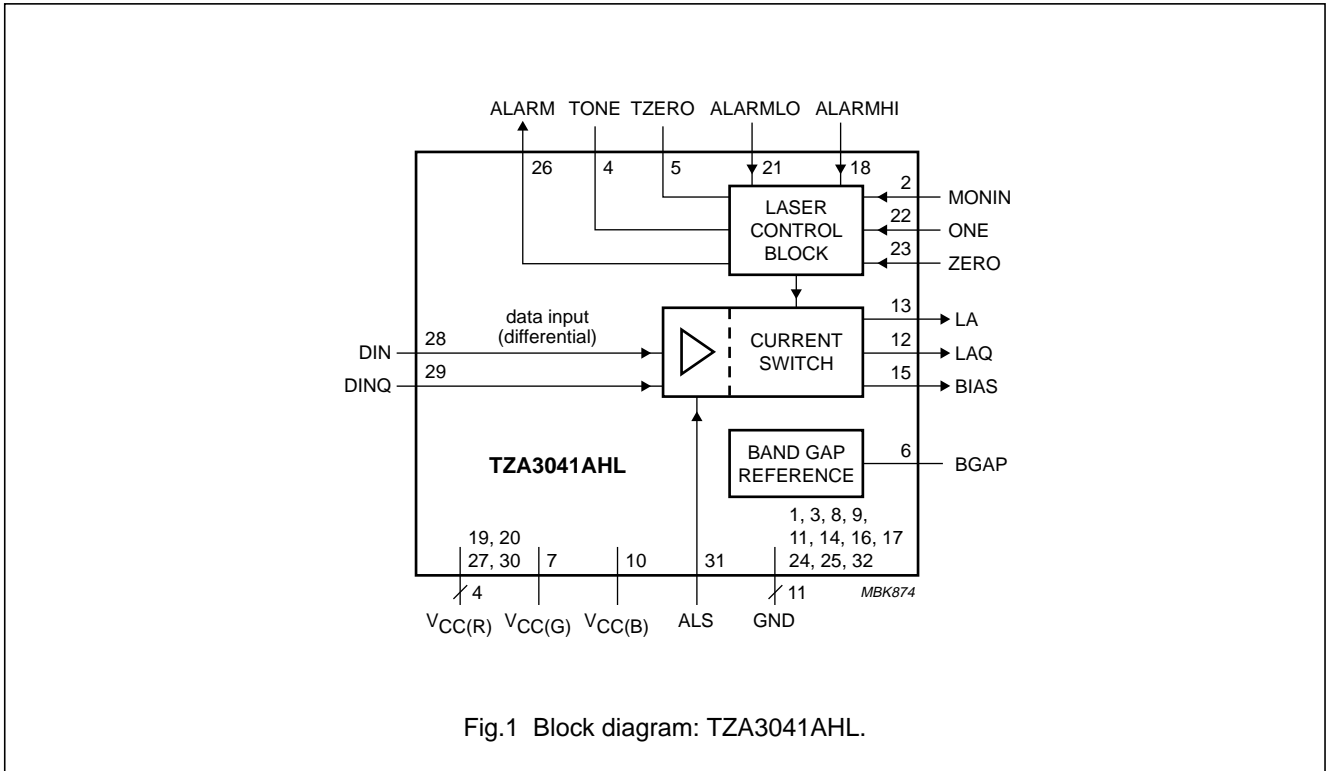 ALARM TONE TZERO ALARMLO ALARMHI
26 4 5 21 18
2 MONIN
LASER CONTROL BLOCK
22 ONE
23 ZERO
data input
(differential)
DIN 28
DINQ 29
CURRENT SWITCH
13 LA
12 LAQ
15 BIAS
TZA3041AHL
BAND GAP REFERENCE
6 BGAP
19, 20
27, 30
7
10
31
1, 3, 8, 9,
11, 14, 16, 17
24, 25, 32
4
11
MBK874
VCC(R) VCC(G) VCC(B) ALS GND
Fig.1 Block diagram: TZA3041AHL.